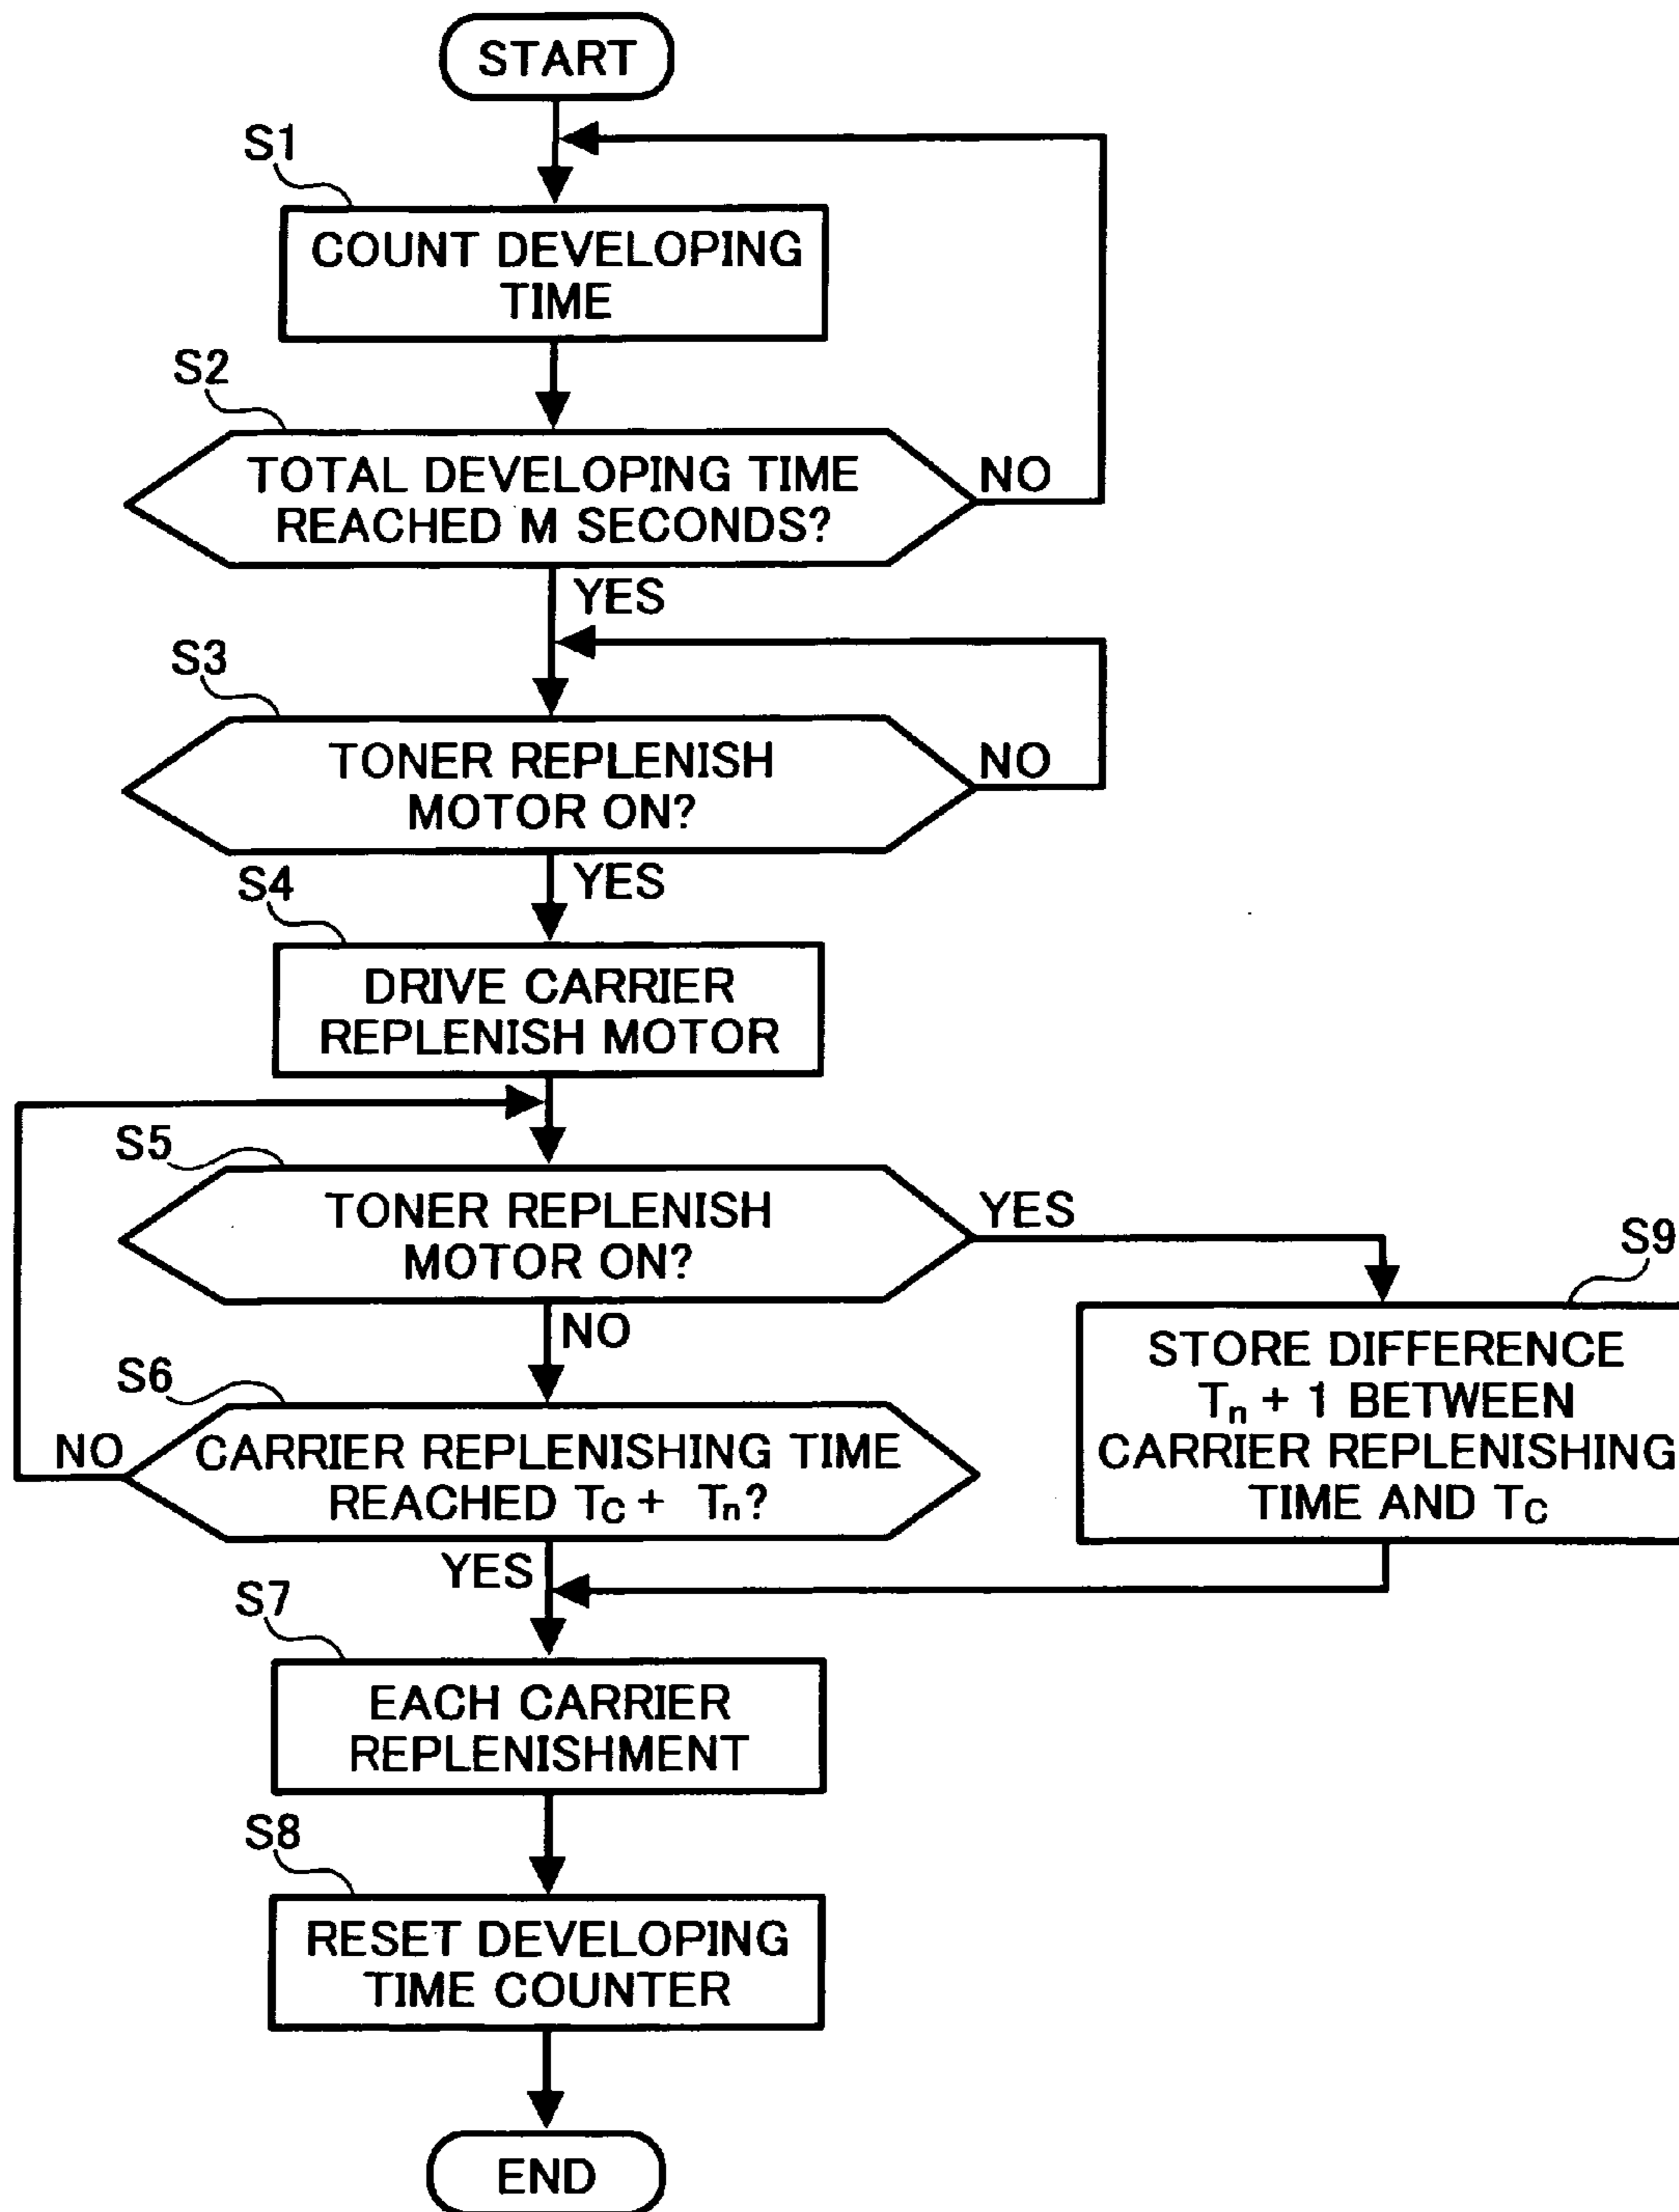 START
S1
COUNT DEVELOPING
TIME
S2
TOTAL DEVELOPING TIME
REACHED M SECONDS?
NO
YES
S3
TONER REPLENISH
MOTOR ON?
NO
YES
S4
DRIVE CARRIER
REPLENISH MOTOR
S5
TONER REPLENISH
MOTOR ON?
YES
NO
S9
STORE DIFFERENCE
Tn + 1 BETWEEN
CARRIER REPLENISHING
TIME AND TC
S6
NO
CARRIER REPLENISHING TIME
REACHED TC + Tn?
YES
S7
EACH CARRIER
REPLENISHMENT
S8
RESET DEVELOPING
TIME COUNTER
END